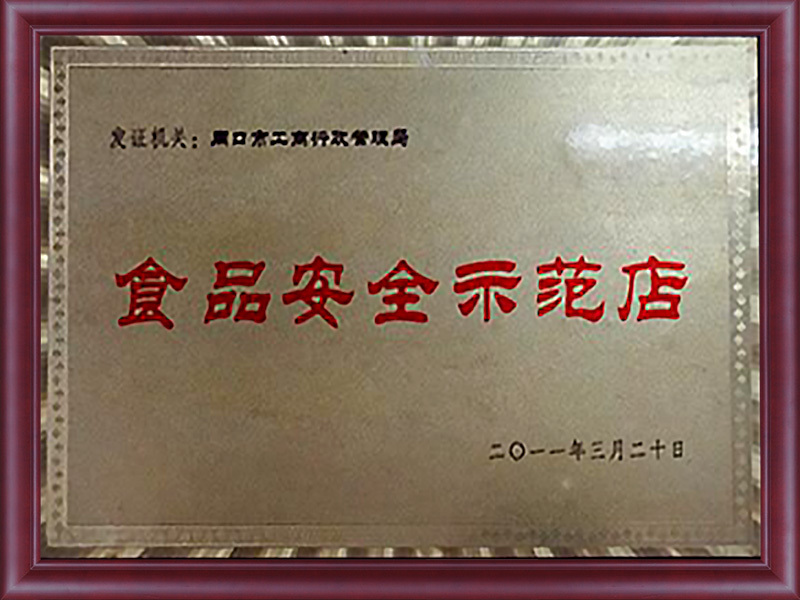 发证机关：周口市工商行政管理局
食品安全示范店
二〇一一年三月二十日